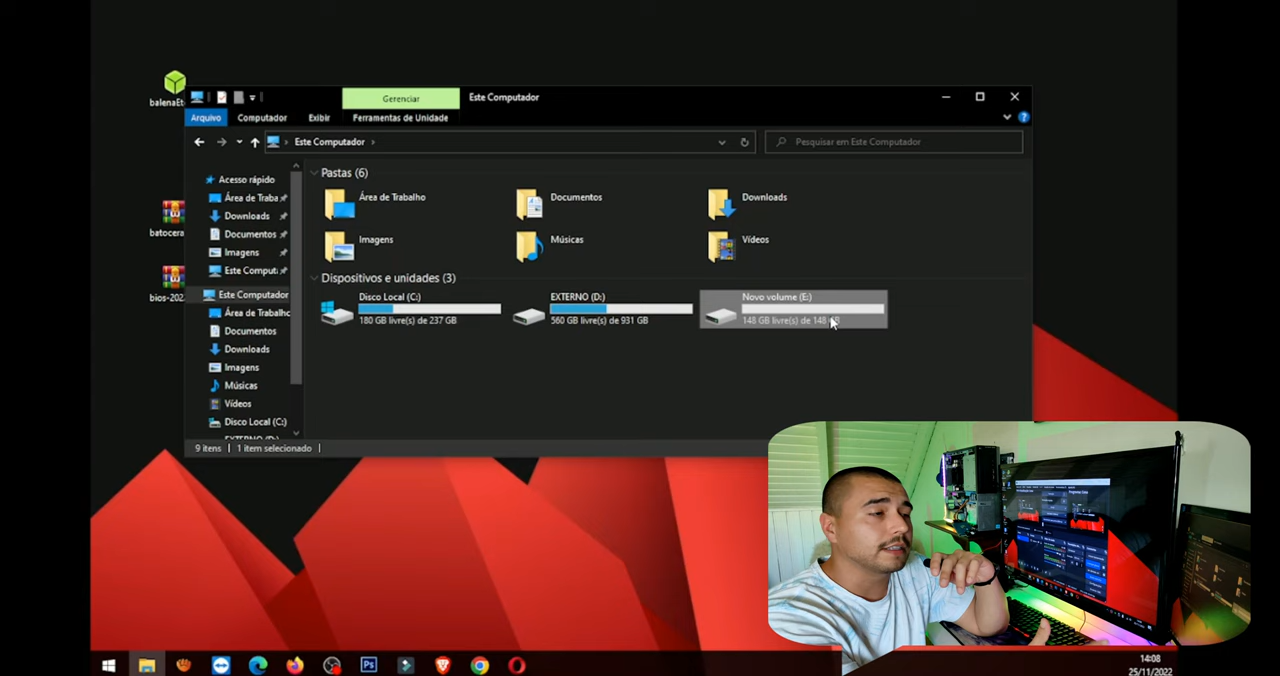 balenaEt
batocera
bios-202
Gerenciar
Este Computador
Arquivo
Computador
Exibir
Ferramentas de Unidade
Este Computador
Pesquisar em Este Computador
Acesso rápido
Área de Traba
Downloads
Documentos
Imagens
Este Comput
Este Computador
Área de Trabalho
Documentos
Downloads
Imagens
Músicas
Vídeos
Disco Local (C:)
Pastas (6)
Área de Trabalho
Documentos
Downloads
Imagens
Músicas
Vídeos
Dispositivos e unidades (3)
Disco Local (C:)
180 GB livre(s) de 237 GB
EXTERNO (D:)
560 GB livre(s) de 931 GB
Novo volume (E:)
148 GB livre(s) de 148 GB
9 itens
1 item selecionado
Ps
14:08
25/11/2022